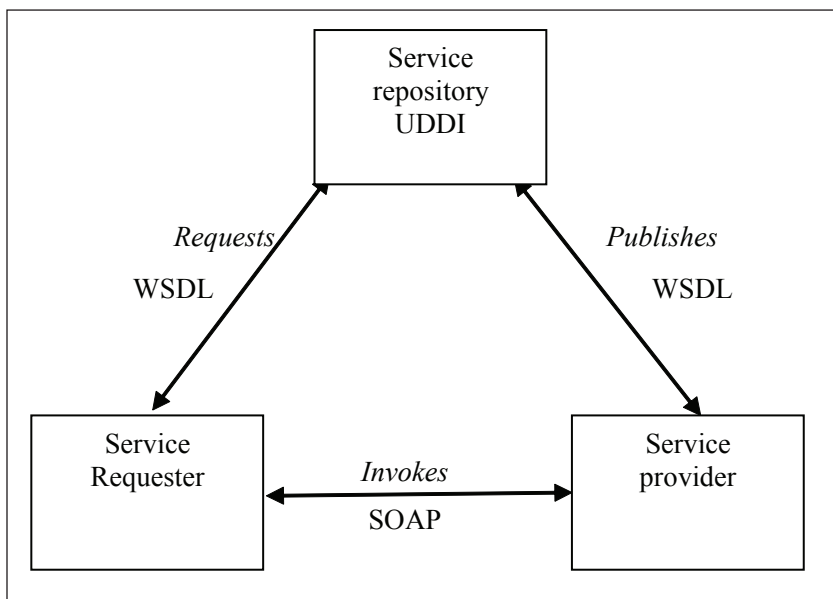 Service
repository
UDDI
Requests
Publishes
WSDL
WSDL
Service
Requester
Invokes
SOAP
Service
provider